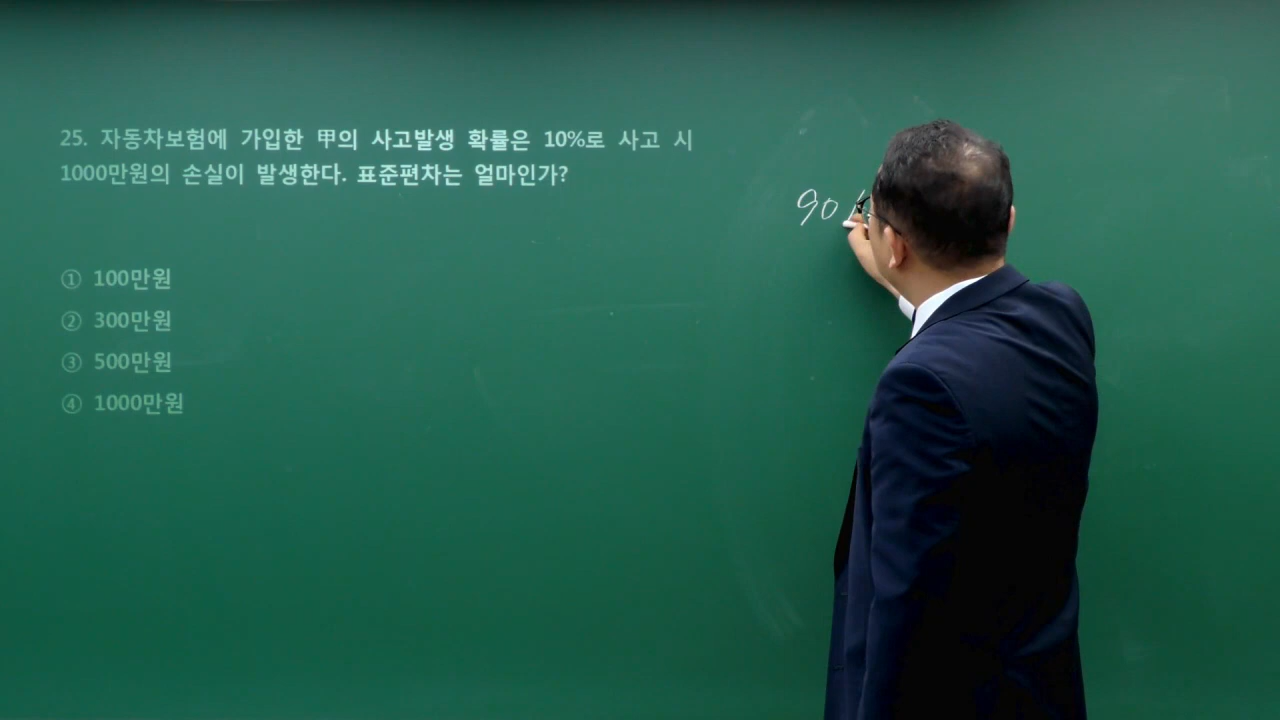 25. 자동차보험에 가입한 甲의 사고발생 확률은 10%로 사고 시
1000만원의 손실이 발생한다. 표준편차는 얼마인가?
90
① 100만원
② 300만원
③ 500만원
④ 1000만원